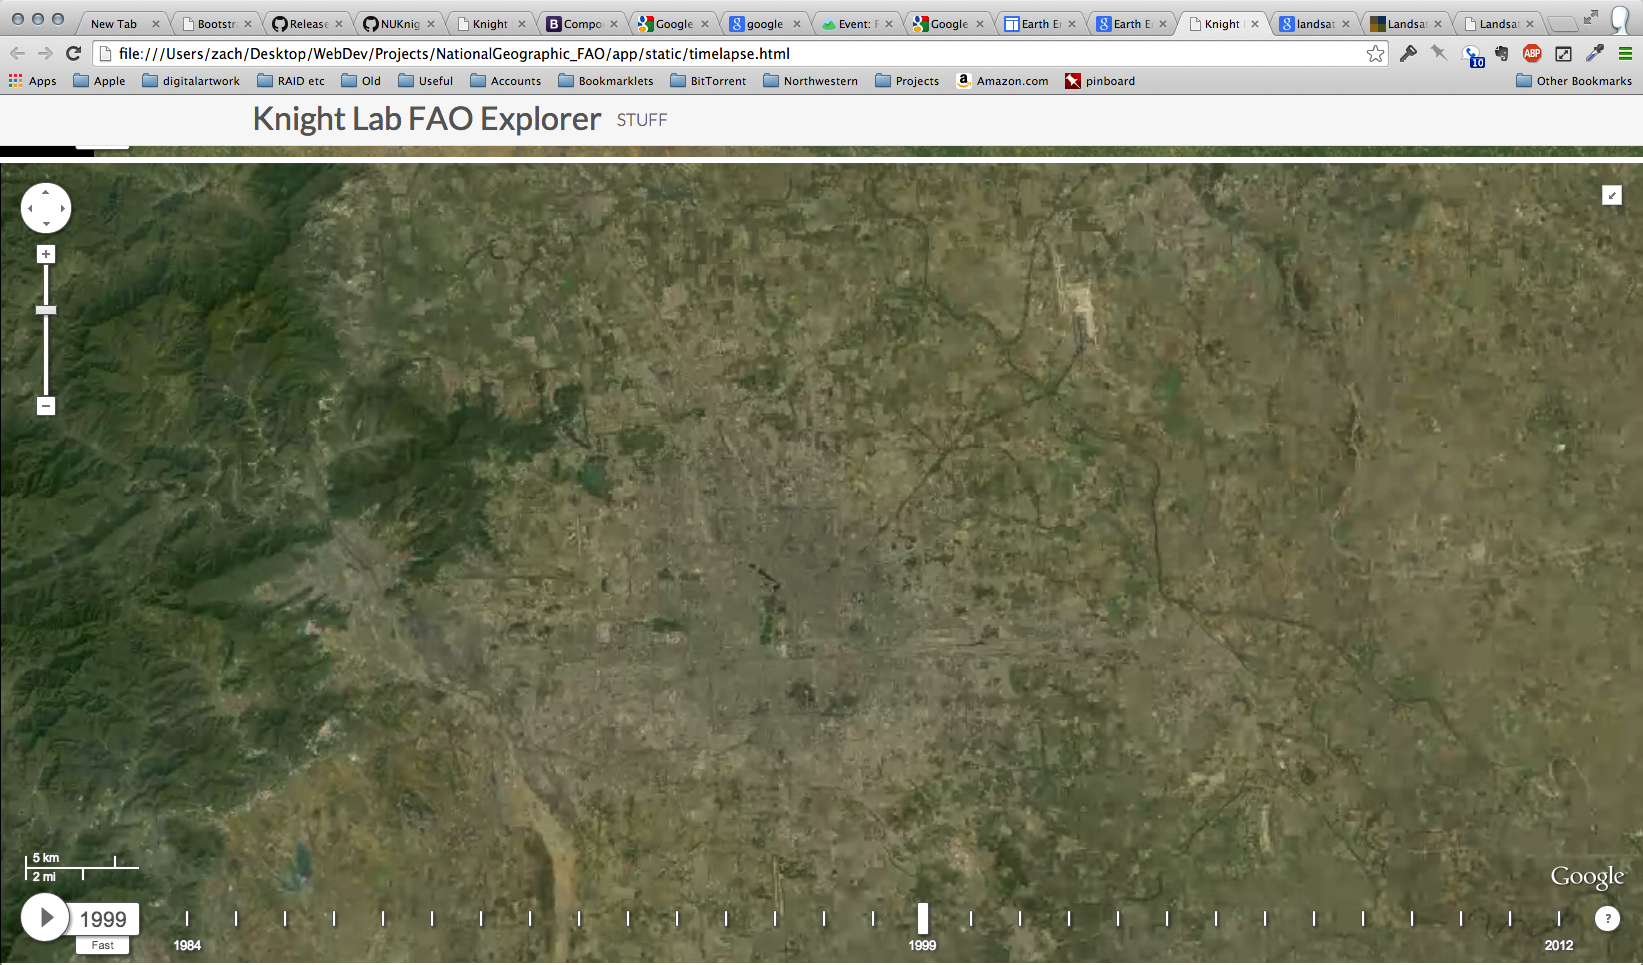 New Tab
Bootstr
Release
NUKnig
Knight
B Compo
Google
google
Event: F
Google
Earth En
Earth E
Knight
landsat
Landsat
Landsat
file:///Users/zach/Desktop/WebDev/Projects/NationalGeographic_FAO/app/static/timelapse.html
10
ABP
Apps
Apple
digitalartwork
RAID etc
Old
Useful
Accounts
Bookmarklets
BitTorrent
Northwestern
Projects
a Amazon.com
pinboard
Other Bookmarks
Knight Lab FAO Explorer STUFF
+
−
5 km
2 mi
Google
1999
Fast
1984
1999
2012
?